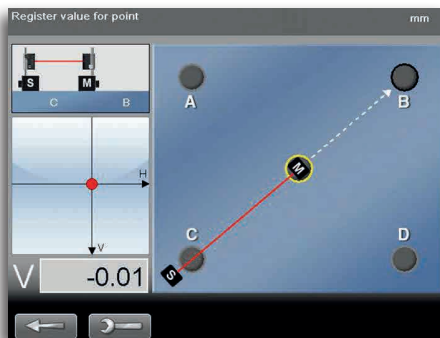 Register value for point mm
S M
C B
H
V
V -0.01
A B
M
C D
S